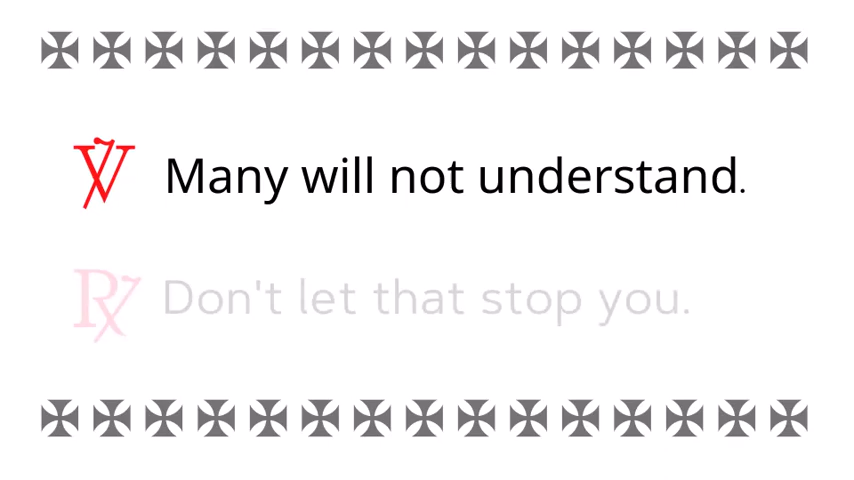 ✠ ✠ ✠ ✠ ✠ ✠ ✠ ✠ ✠ ✠ ✠ ✠ ✠ ✠ ✠
℣ Many will not understand.
℞ Don't let that stop you.
✠ ✠ ✠ ✠ ✠ ✠ ✠ ✠ ✠ ✠ ✠ ✠ ✠ ✠ ✠